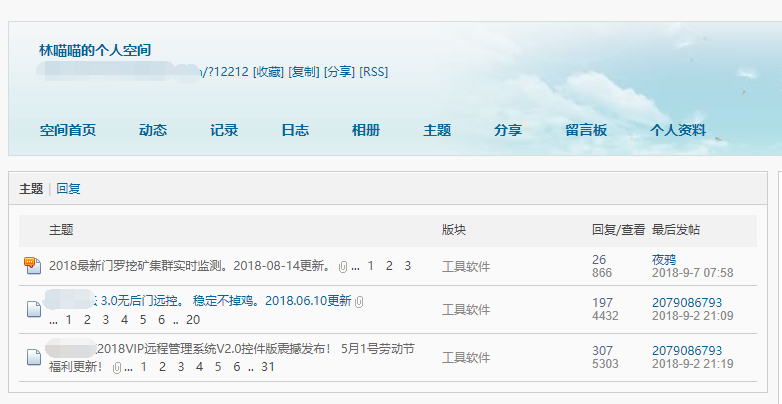 林喵喵的个人空间
/?12212 [收藏] [复制] [分享] [RSS]
空间首页 动态 记录 日志 相册 主题 分享 留言板 个人资料
主题 | 回复
主题 版块 回复/查看 最后发帖
2018最新门罗挖矿集群实时监测。2018-08-14更新。 ... 1 2 3 工具软件 26 夜鸦
866 2018-9-7 07:58
3.0无后门远控。 稳定不掉鸡。2018.06.10更新 工具软件 197 2079086793
... 1 2 3 4 5 6 .. 20 4432 2018-9-2 21:09
2018VIP远程管理系统V2.0控件版震撼发布! 5月1号劳动节 工具软件 307 2079086793
福利更新! ... 1 2 3 4 5 6 .. 31 5303 2018-9-2 21:19